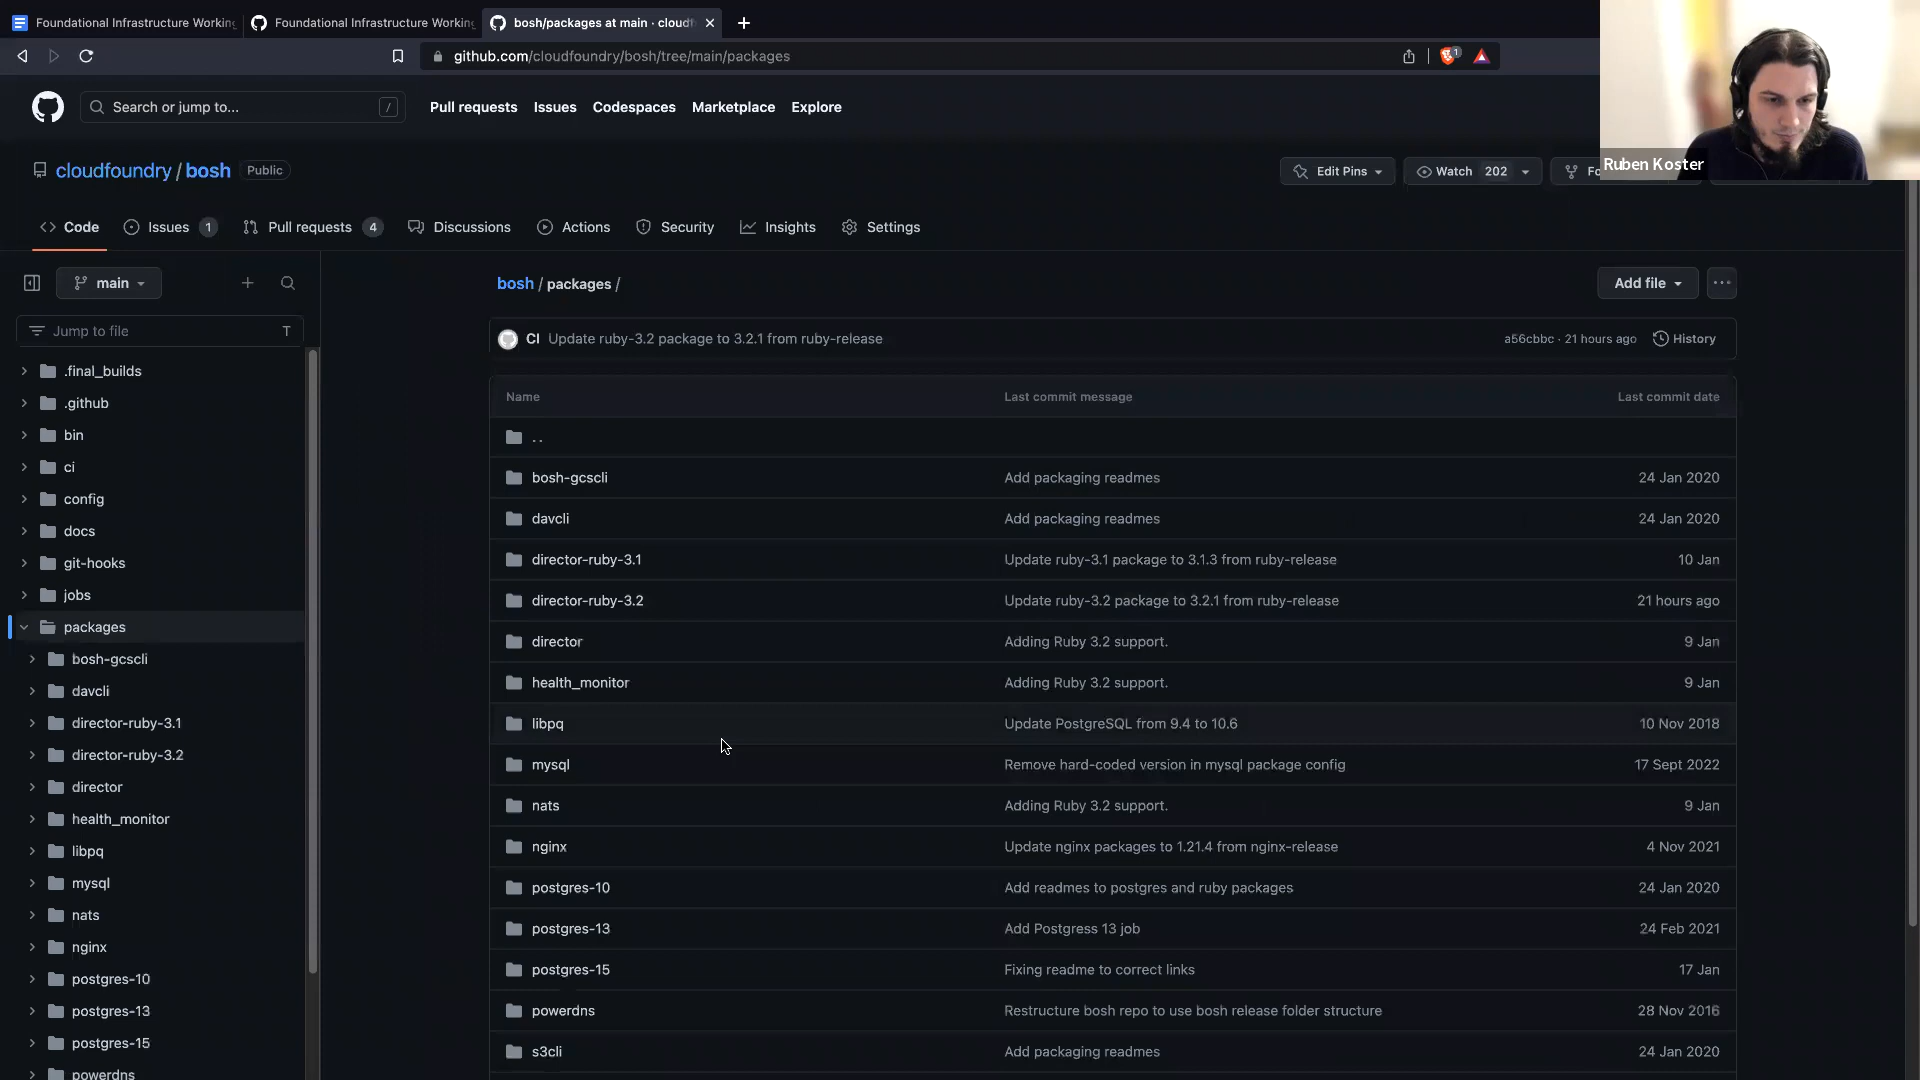 Foundational Infrastructure Working
Foundational Infrastructure Working
bosh/packages at main · cloudf
github.com/cloudfoundry/bosh/tree/main/packages
1
Search or jump to...
/
Pull requests
Issues
Codespaces
Marketplace
Explore
Ruben Koster
cloudfoundry / bosh
Public
Edit Pins
Watch 202
Fo
Code
Issues 1
Pull requests 4
Discussions
Actions
Security
Insights
Settings
main
Jump to file
T
.final_builds
.github
bin
ci
config
docs
git-hooks
jobs
packages
bosh-gcscli
davcli
director-ruby-3.1
director-ruby-3.2
director
health_monitor
libpq
mysql
nats
nginx
postgres-10
postgres-13
postgres-15
powerdns
bosh / packages /
Add file
CI Update ruby-3.2 package to 3.2.1 from ruby-release
a56cbbc · 21 hours ago
History
Name Last commit message Last commit date
..
bosh-gcscli Add packaging readmes 24 Jan 2020
davcli Add packaging readmes 24 Jan 2020
director-ruby-3.1 Update ruby-3.1 package to 3.1.3 from ruby-release 10 Jan
director-ruby-3.2 Update ruby-3.2 package to 3.2.1 from ruby-release 21 hours ago
director Adding Ruby 3.2 support. 9 Jan
health_monitor Adding Ruby 3.2 support. 9 Jan
libpq Update PostgreSQL from 9.4 to 10.6 10 Nov 2018
mysql Remove hard-coded version in mysql package config 17 Sept 2022
nats Adding Ruby 3.2 support. 9 Jan
nginx Update nginx packages to 1.21.4 from nginx-release 4 Nov 2021
postgres-10 Add readmes to postgres and ruby packages 24 Jan 2020
postgres-13 Add Postgress 13 job 24 Feb 2021
postgres-15 Fixing readme to correct links 17 Jan
powerdns Restructure bosh repo to use bosh release folder structure 28 Nov 2016
s3cli Add packaging readmes 24 Jan 2020